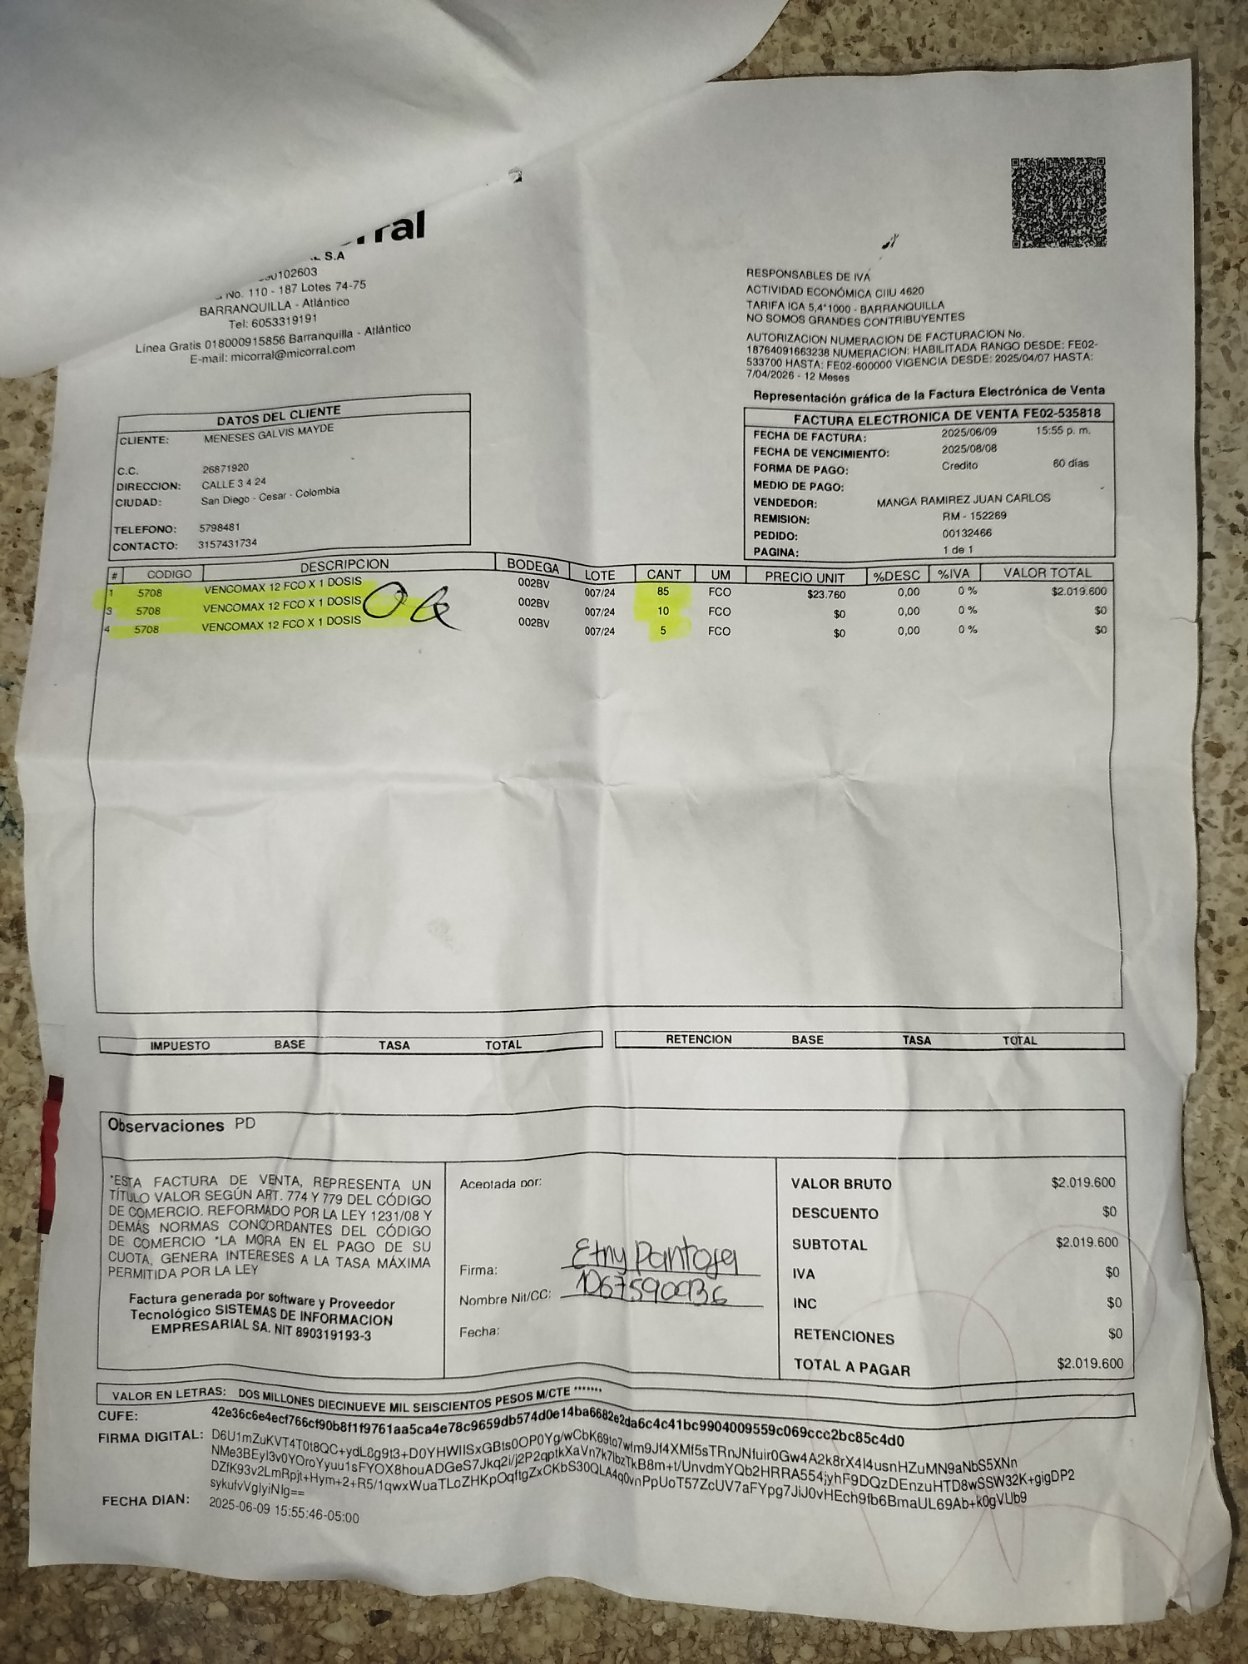 S.A
No. 110 - 187 Lotes 74-75
BARRANQUILLA - Atlántico
Tel: 6053319191
Línea Gratis 018000915856 Barranquilla - Atlántico
E-mail: micorral@micorral.com
RESPONSABLES DE IVA
ACTIVIDAD ECONÓMICA CIIU 4620
TARIFA ICA 5,4*1000 - BARRANQUILLA
NO SOMOS GRANDES CONTRIBUYENTES
AUTORIZACION NUMERACION DE FACTURACION No.
18764091663238 NUMERACION: HABILITADA RANGO DESDE: FE02-
533700 HASTA: FE02-600000 VIGENCIA DESDE: 2025/04/07 HASTA:
7/04/2026 - 12 Meses
Representación gráfica de la Factura Electrónica de Venta
DATOS DEL CLIENTE
CLIENTE: MENESES GALVIS MAYDE
C.C. 26871920
DIRECCION: CALLE 3 4 24
CIUDAD: San Diego - Cesar - Colombia
TELEFONO: 5798481
CONTACTO: 3157431734
FACTURA ELECTRONICA DE VENTA FE02-535818
FECHA DE FACTURA: 2025/06/09 15:55 p. m.
FECHA DE VENCIMIENTO: 2025/08/08
FORMA DE PAGO: Credito 60 días
MEDIO DE PAGO:
VENDEDOR: MANGA RAMIREZ JUAN CARLOS
REMISION: RM - 152269
PEDIDO: 00132466
PAGINA: 1 de 1
# CODIGO DESCRIPCION BODEGA LOTE CANT UM PRECIO UNIT %DESC %IVA VALOR TOTAL
1 5708 VENCOMAX 12 FCO X 1 DOSIS 002BV 007/24 85 FCO $23.760 0,00 0 % $2.019.600
3 5708 VENCOMAX 12 FCO X 1 DOSIS 002BV 007/24 10 FCO $0 0,00 0 % $0
4 5708 VENCOMAX 12 FCO X 1 DOSIS 002BV 007/24 5 FCO $0 0,00 0 % $0
IMPUESTO BASE TASA TOTAL
RETENCION BASE TASA TOTAL
Observaciones PD
*ESTA FACTURA DE VENTA, REPRESENTA UN
TÍTULO VALOR SEGÚN ART. 774 Y 779 DEL CÓDIGO
DE COMERCIO. REFORMADO POR LA LEY 1231/08 Y
DEMÁS NORMAS CONCORDANTES DEL CÓDIGO
DE COMERCIO *LA MORA EN EL PAGO DE SU
CUOTA, GENERA INTERESES A LA TASA MÁXIMA
PERMITIDA POR LA LEY
Factura generada por software y Proveedor
Tecnológico SISTEMAS DE INFORMACION
EMPRESARIAL SA. NIT 890319193-3
Aceptada por:
Firma: Etny Pantoja
Nombre Nit/CC: 1067590936
Fecha:
VALOR BRUTO $2.019.600
DESCUENTO $0
SUBTOTAL $2.019.600
IVA $0
INC $0
RETENCIONES $0
TOTAL A PAGAR $2.019.600
VALOR EN LETRAS: DOS MILLONES DIECINUEVE MIL SEISCIENTOS PESOS M/CTE *******
CUFE: 42e36c6e4ecf766cf90b8f1f9761aa5ca4e78c9659db574d0e14ba6682e2da6c4c41bc9904009559c069ccc2bc85c4d0
FIRMA DIGITAL:
sykufvVglyiNIg==
FECHA DIAN: 2025-06-09 15:55:46-05:00